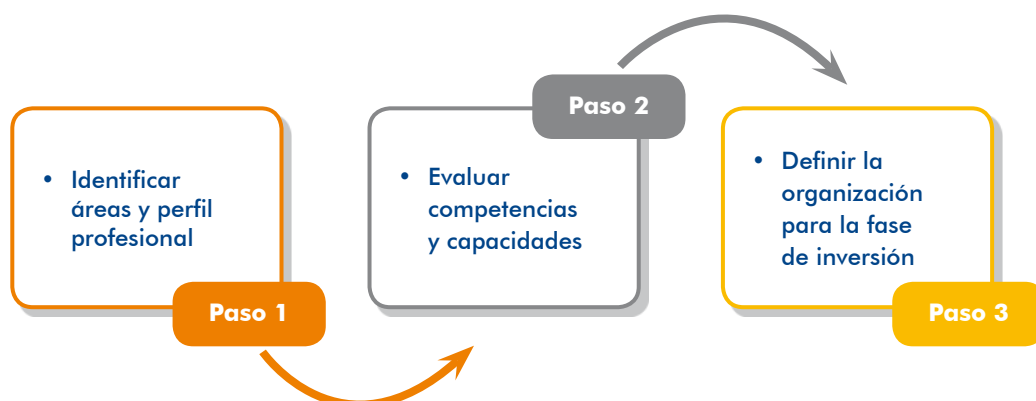 • Identificar
áreas y perfil
profesional
Paso 1
Paso 2
• Evaluar
competencias
y capacidades
• Definir la
organización
para la fase
de inversión
Paso 3